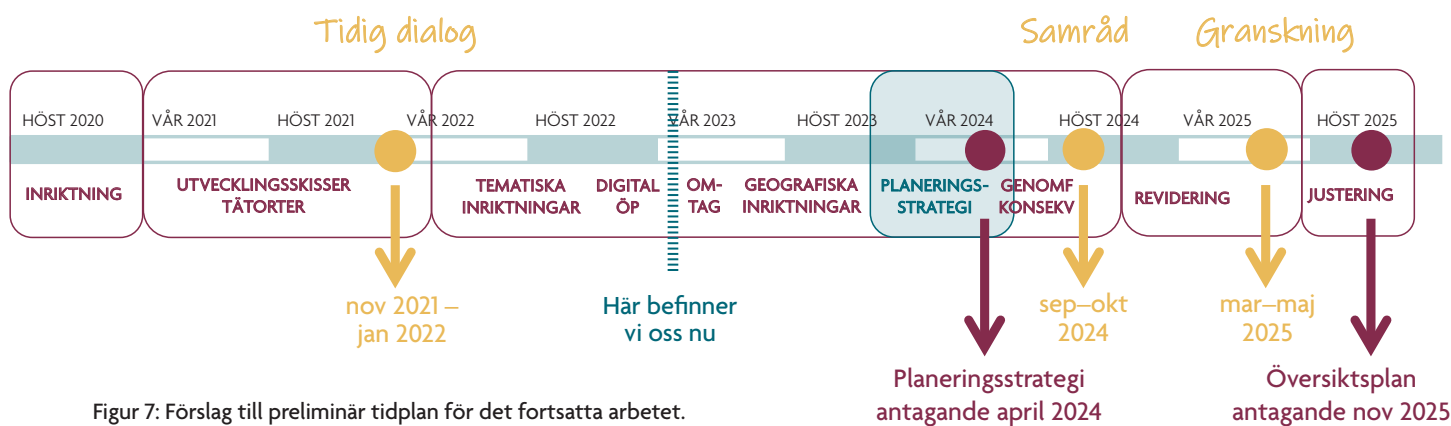 Tidig dialog
Samråd
Granskning
HÖST 2020
VÅR 2021
HÖST 2021
VÅR 2022
HÖST 2022
VÅR 2023
HÖST 2023
VÅR 2024
HÖST 2024
VÅR 2025
HÖST 2025
INRIKTNING
UTVECKLINGSSKISSER
TÄTORTER
TEMATISKA
INRIKTNINGAR
DIGITAL
ÖP
OM-
TAG
GEOGRAFISKA
INRIKTNINGAR
PLANERINGS-
STRATEGI
GENOMF
KONSEKV
REVIDERING
JUSTERING
nov 2021 –
jan 2022
Här befinner
vi oss nu
sep–okt
2024
mar–maj
2025
Planeringsstrategi
antagande april 2024
Översiktsplan
antagande nov 2025
Figur 7: Förslag till preliminär tidplan för det fortsatta arbetet.